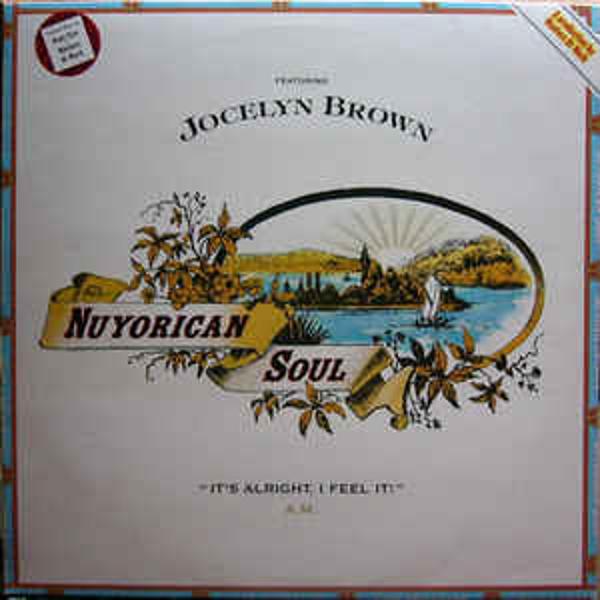 FEATURING
JOCELYN BROWN
NUYORICAN
SOUL
"IT'S ALRIGHT, I FEEL IT!"